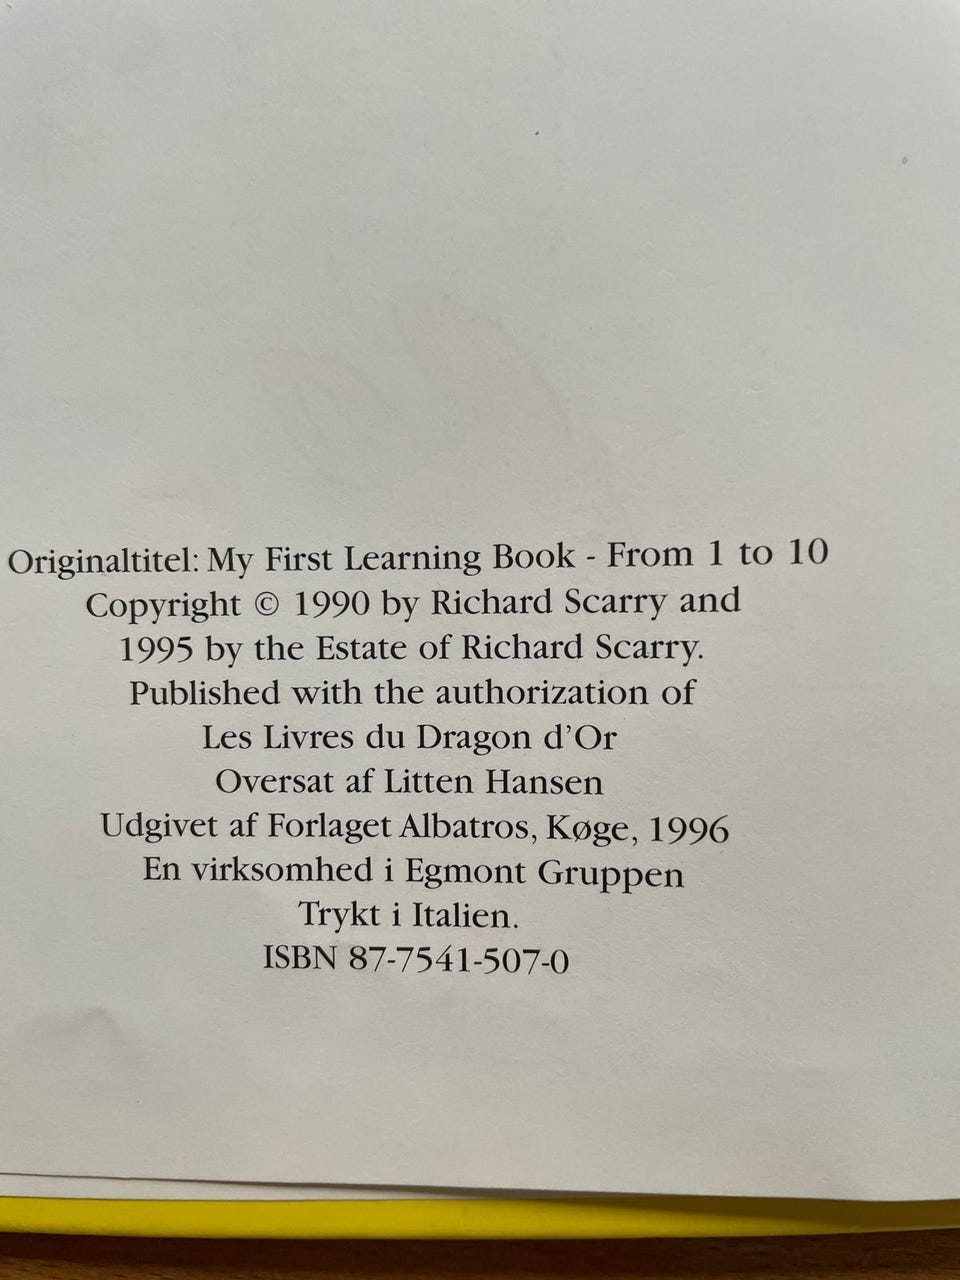 Originaltitel: My First Learning Book - From 1 to 10
Copyright © 1990 by Richard Scarry and
1995 by the Estate of Richard Scarry.
Published with the authorization of
Les Livres du Dragon d'Or
Oversat af Litten Hansen
Udgivet af Forlaget Albatros, Køge, 1996
En virksomhed i Egmont Gruppen
Trykt i Italien.
ISBN 87-7541-507-0